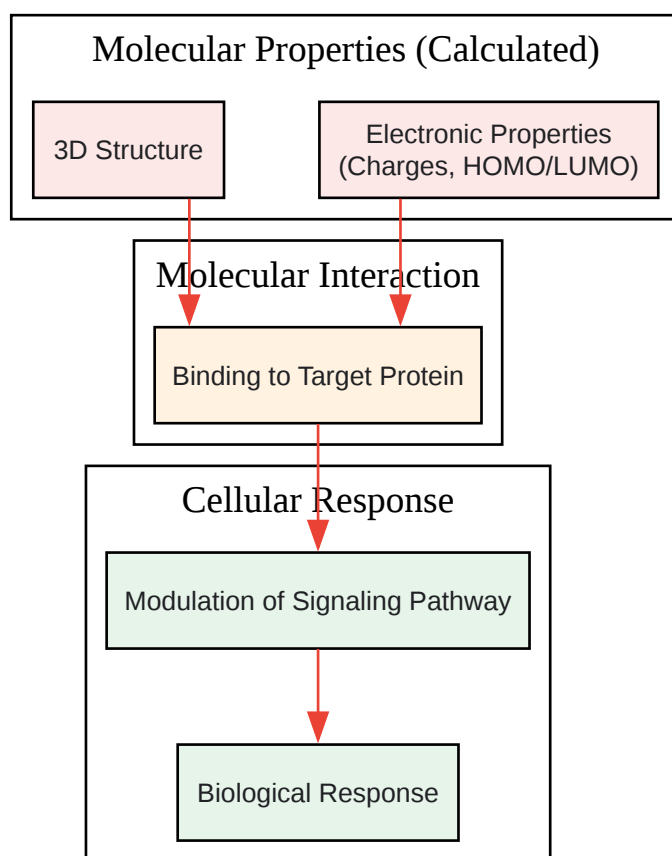 Molecular Properties (Calculated)
3D Structure
Electronic Properties
(Charges, HOMO/LUMO)
Molecular Interaction
Binding to Target Protein
Cellular Response
Modulation of Signaling Pathway
Biological Response